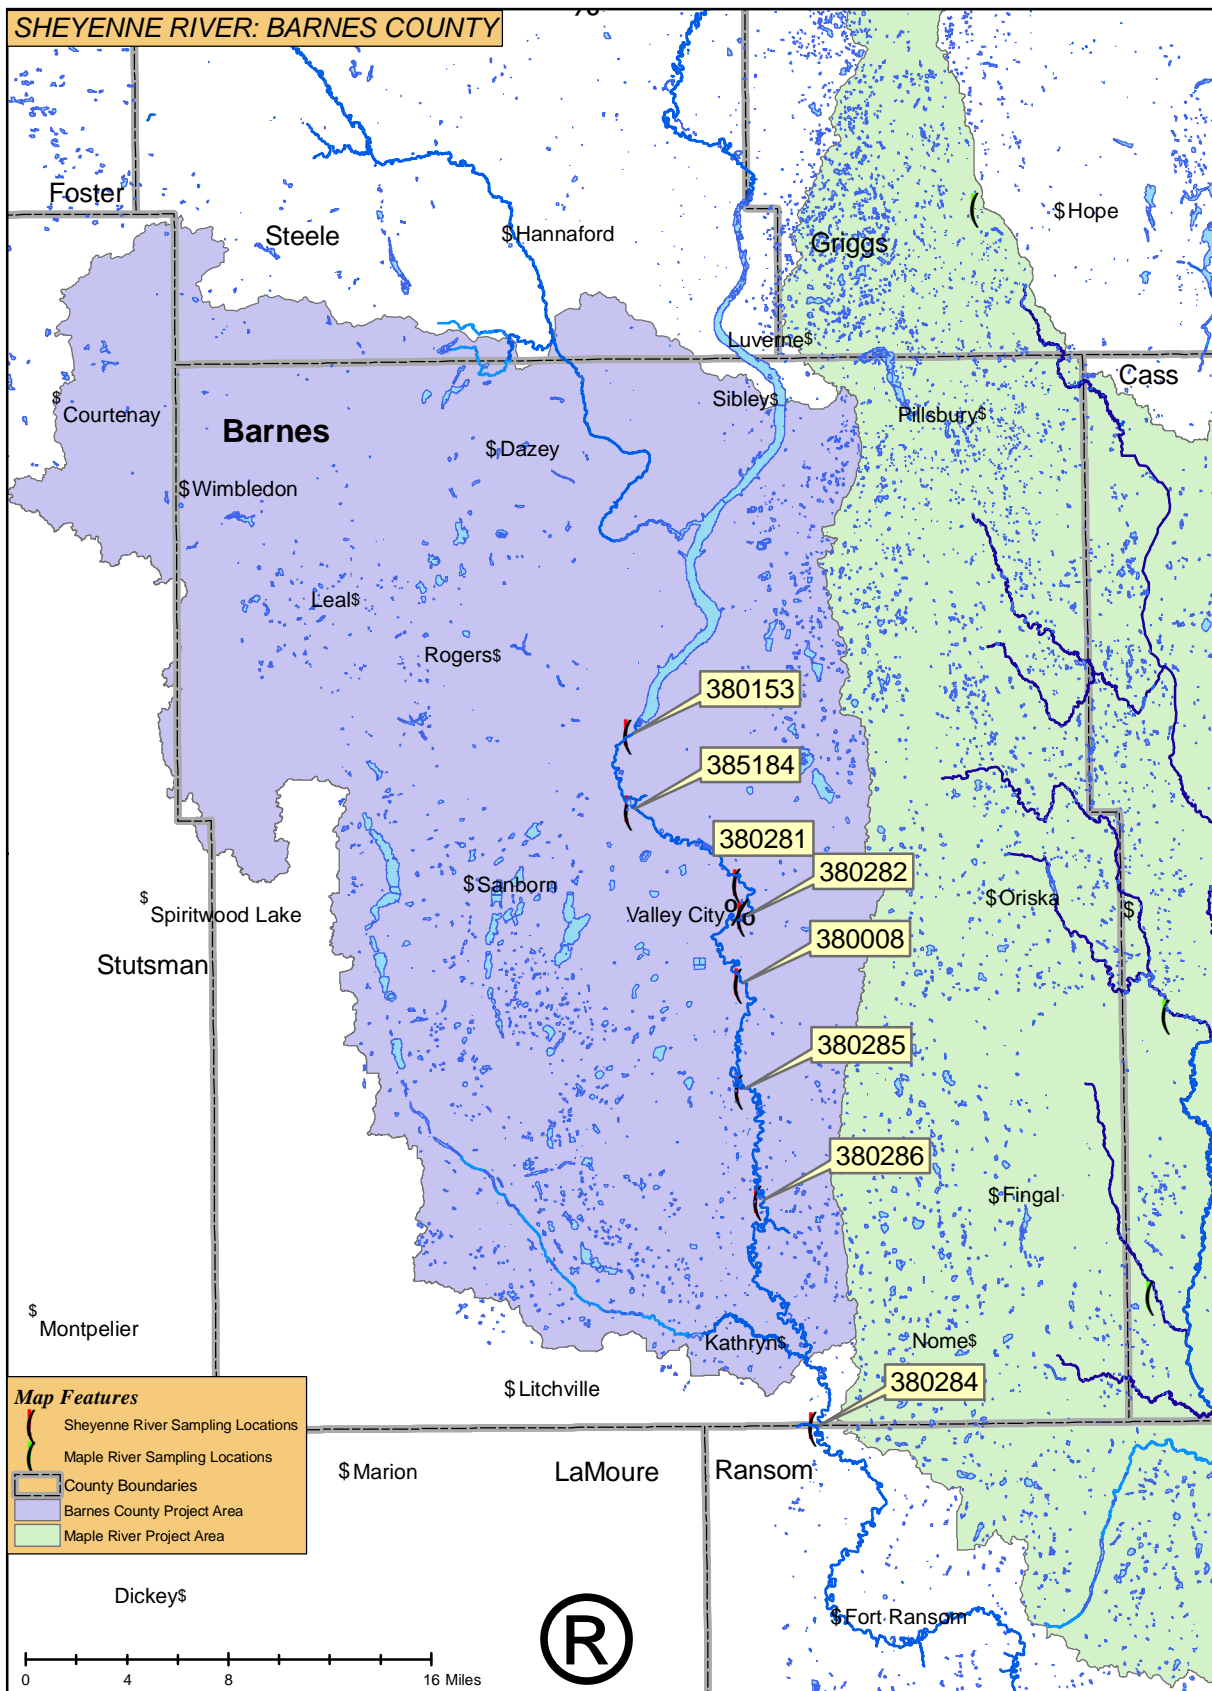 SHEYENNE RIVER: BARNES COUNTY
%
Foster
Steele
$Hannaford
Griggs
$Hope
Luverne$
Cass
$
Courtenay
Barnes
Sibley$
Pillsbury$
$Dazey
$Wimbledon
Leal$
Rogers$
380153
385184
380281
380282
$Sanborn
$Oriska
$
$
Spiritwood Lake
Valley City%
380008
Stutsman
380285
380286
$Fingal
$
Montpelier
Kathryn$
Nome$
380284
$Litchville
Map Features
Sheyenne River Sampling Locations
Maple River Sampling Locations
County Boundaries
Barnes County Project Area
Maple River Project Area
$Marion
LaMoure
Ransom
Dickey$
$Fort Ransom
®
0 4 8 16 Miles